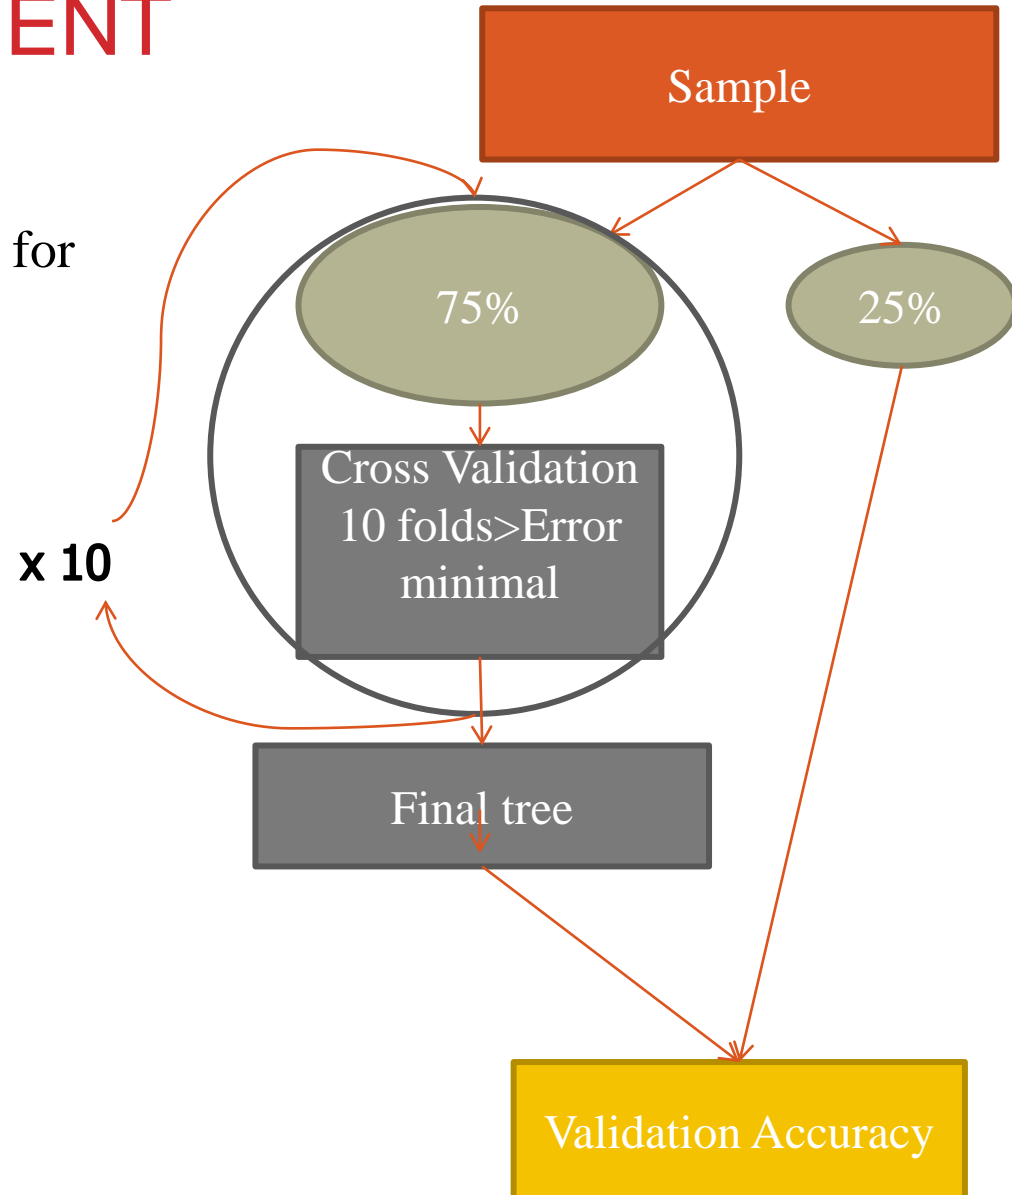 ENT
Sample
for
75%
25%
Cross Validation
10 folds>Error
minimal
x 10
Final tree
Validation Accuracy